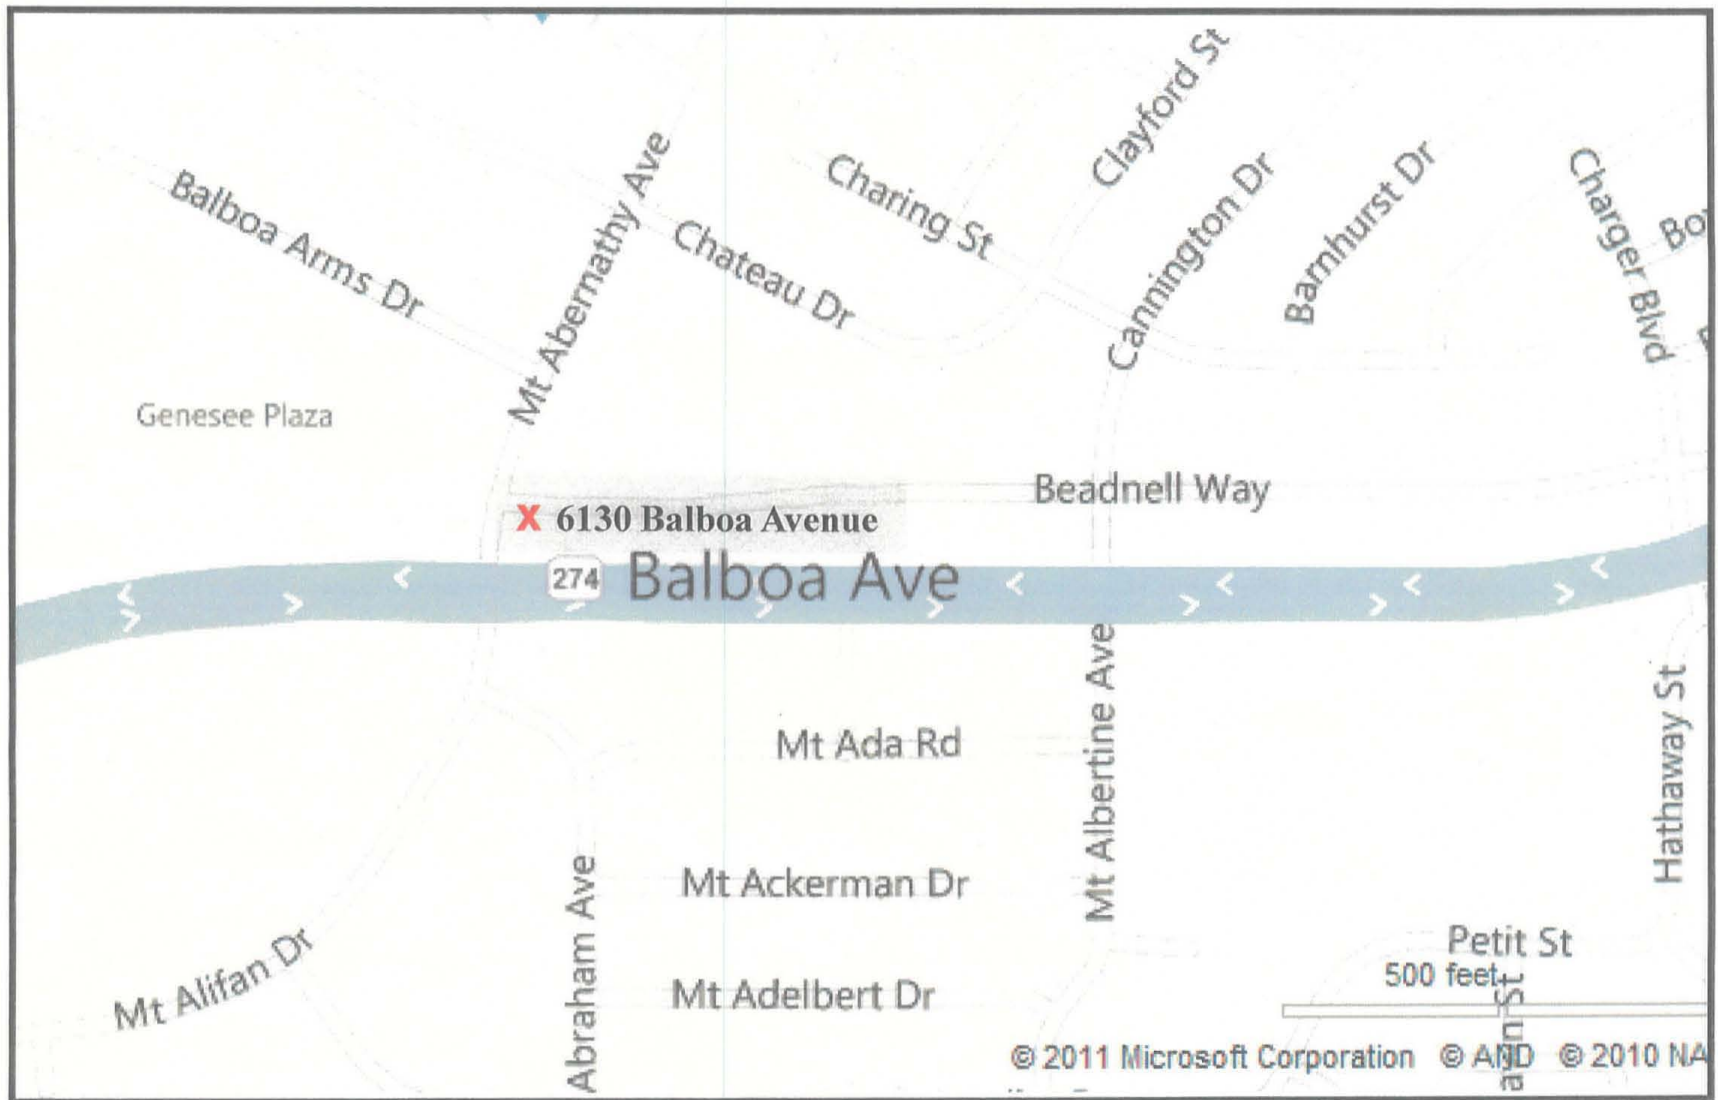 Clayford St
Mt Abernathy Ave
Charing St
Cannington Dr
Barnhurst Dr
Charger Blvd
Balboa Arms Dr
Chateau Dr
Genesee Plaza
Beadnell Way
X 6130 Balboa Avenue
274 Balboa Ave
Mt Ada Rd
Mt Albertine Ave
Hathaway St
Mt Ackerman Dr
Abraham Ave
Mt Alifan Dr
Mt Adelbert Dr
Petit St
500 feet
© 2011 Microsoft Corporation © AND © 2010 NA